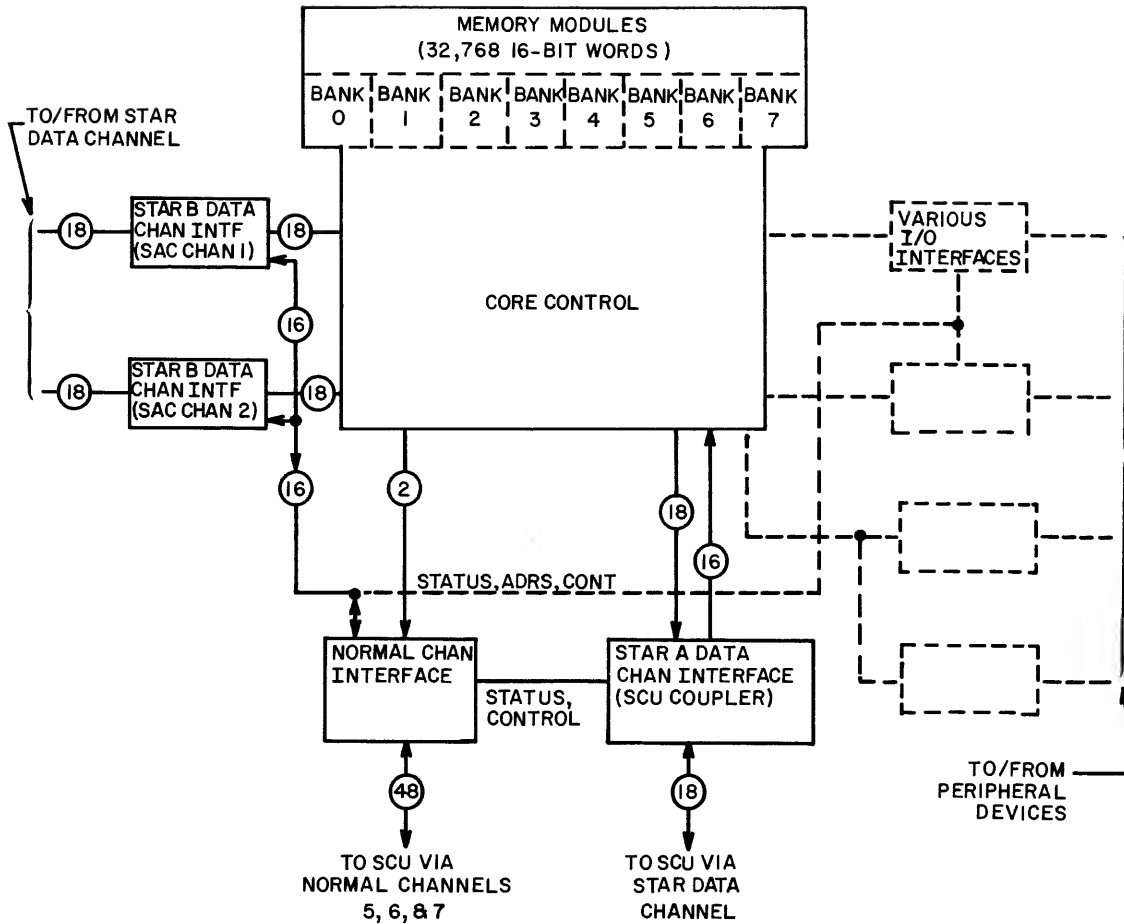 MEMORY MODULES
(32,768 16-BIT WORDS)
BANK 0
BANK 1
BANK 2
BANK 3
BANK 4
BANK 5
BANK 6
BANK 7
TO/FROM STAR
DATA CHANNEL
18
STAR B DATA
CHAN INTF
(SAC CHAN 1)
18
16
18
STAR B DATA
CHAN INTF
(SAC CHAN 2)
18
16
CORE CONTROL
VARIOUS
I/O
INTERFACES
2
18
16
STATUS, ADRS, CONT
NORMAL CHAN
INTERFACE
STATUS,
CONTROL
STAR A DATA
CHAN INTERFACE
(SCU COUPLER)
48
18
TO SCU VIA
NORMAL CHANNELS
5, 6, & 7
TO SCU VIA
STAR DATA
CHANNEL
TO/FROM
PERIPHERAL
DEVICES